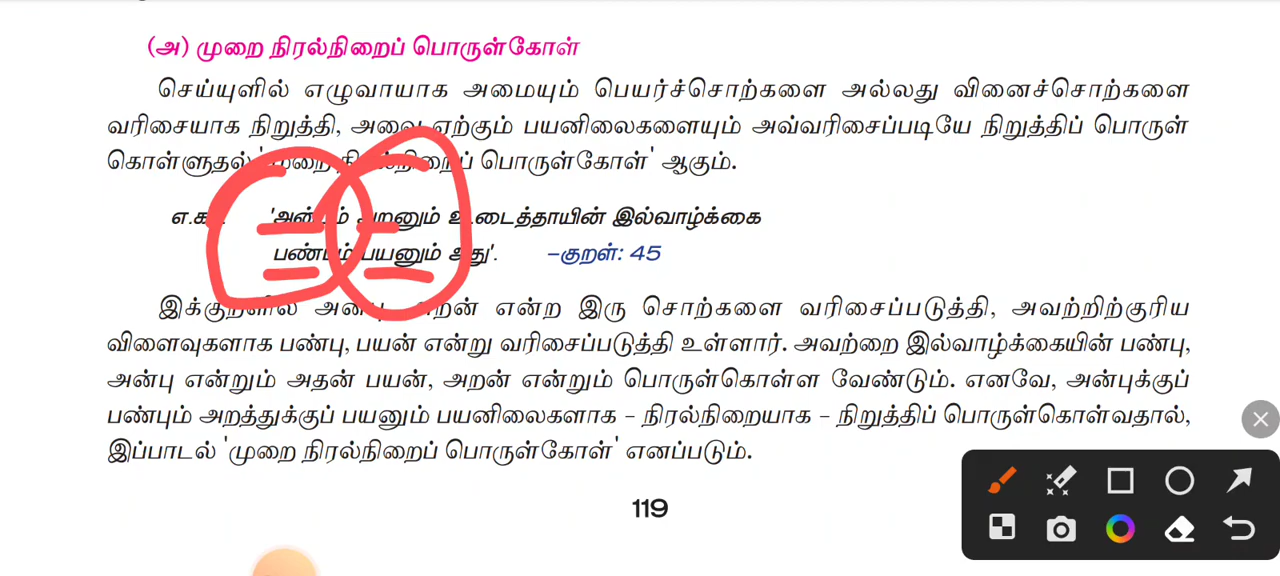 (அ) முறை நிரல்நிறைப் பொருள்கோள்
செய்யுளில் எழுவாயாக அமையும் பெயர்ச்சொற்களை அல்லது வினைச்சொற்களை
வரிசையாக நிறுத்தி, அவை ஏற்கும் பயனிலைகளையும் அவ்வரிசைப்படியே நிறுத்திப் பொருள்
கொள்ளுதல் 'முறை நிரல்நிறைப் பொருள்கோள்' ஆகும்.
'அன்பும் அறனும் உடைத்தாயின் இல்வாழ்க்கை
பண்பும் பயனும் அது'. –குறள்: 45
இக்குறளில் அன்பு, அறன் என்ற இரு சொற்களை வரிசைப்படுத்தி, அவற்றிற்குரிய
விளைவுகளாக பண்பு, பயன் என்று வரிசைப்படுத்தி உள்ளார். அவற்றை இல்வாழ்க்கையின் பண்பு,
அன்பு என்றும் அதன் பயன், அறன் என்றும் பொருள்கொள்ள வேண்டும். எனவே, அன்புக்குப்
பண்பும் அறத்துக்குப் பயனும் பயனிலைகளாக – நிரல்நிறையாக – நிறுத்திப் பொருள்கொள்வதால்,
இப்பாடல் 'முறை நிரல்நிறைப் பொருள்கோள்' எனப்படும்.
119